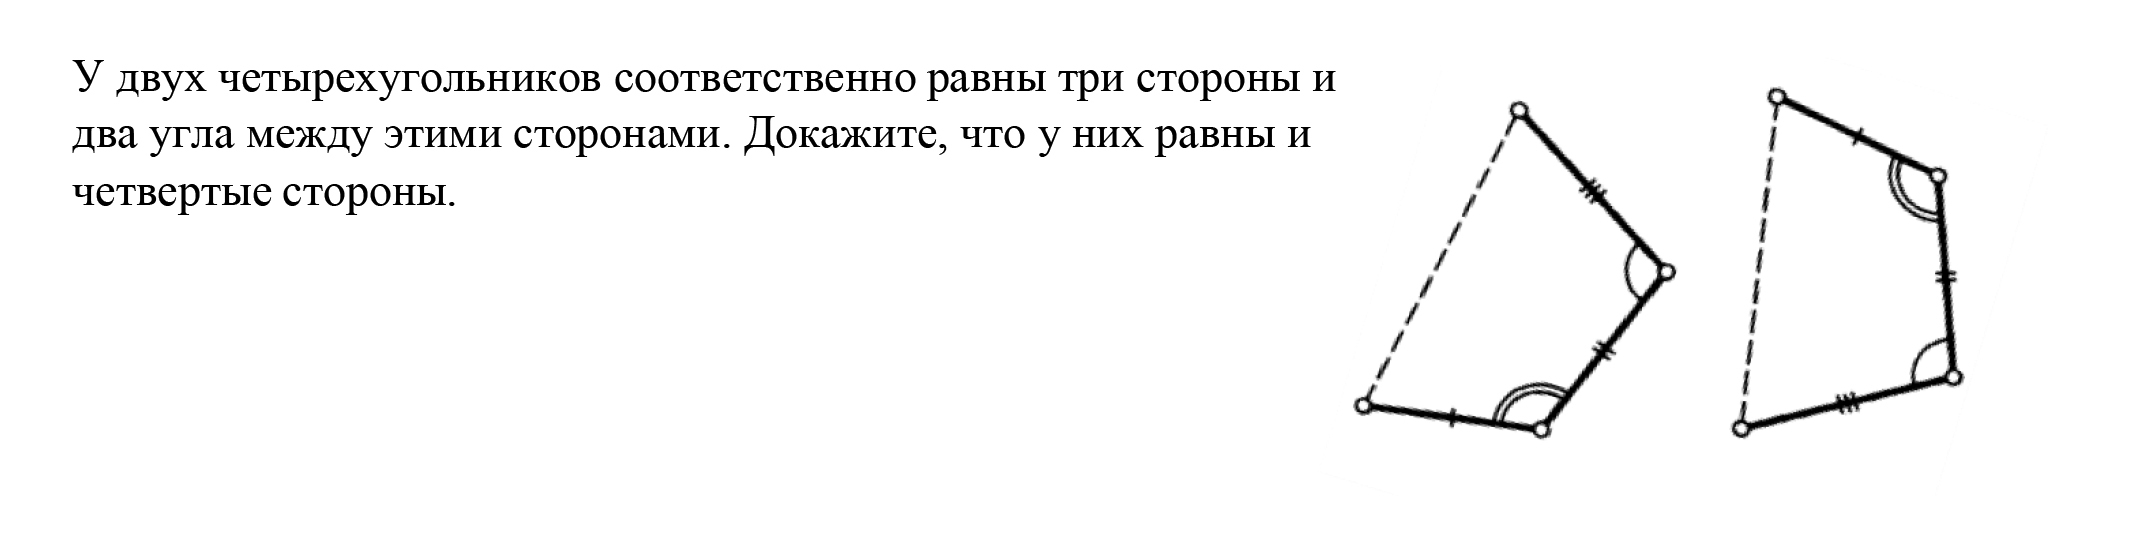 У двух четырехугольников соответственно равны три стороны и
два угла между этими сторонами. Докажите, что у них равны и
четвертые стороны.